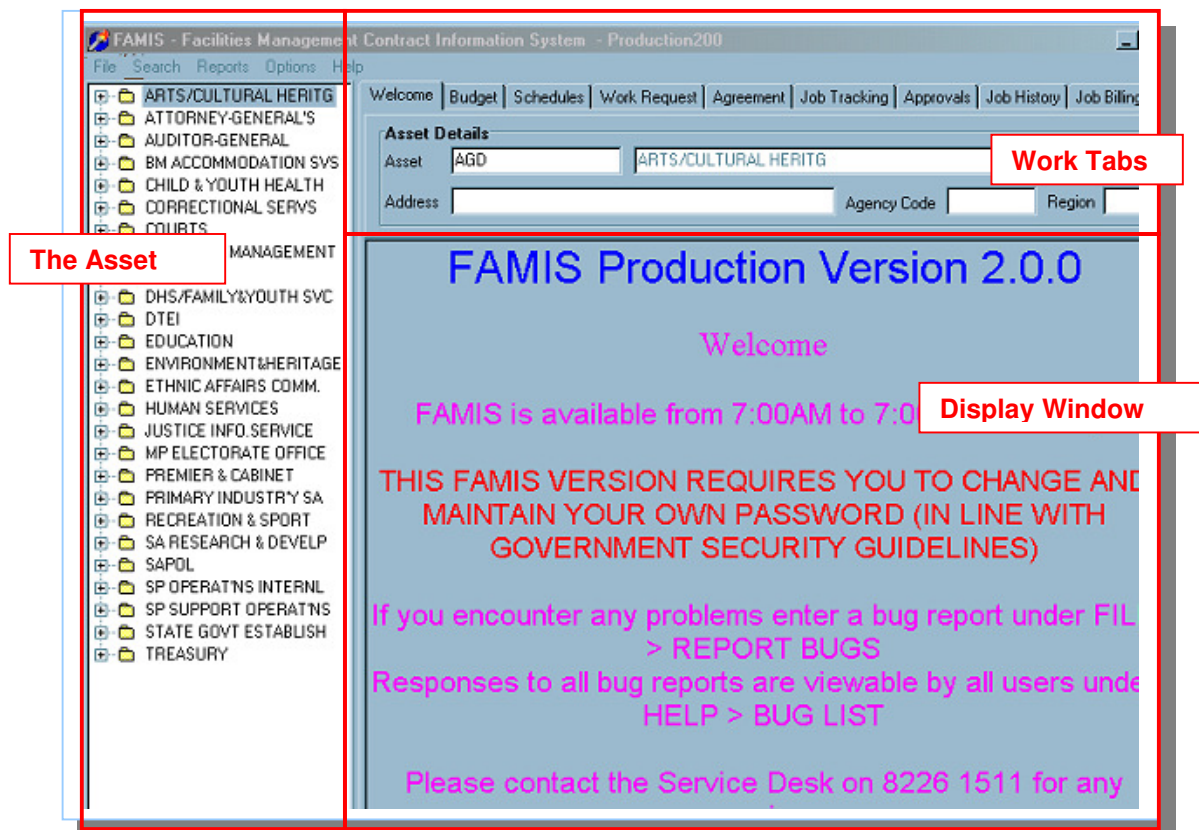 FAMIS - Facilities Management Contract Information System - Production200
File Search Reports Options Help
ARTS/CULTURAL HERITG
ATTORNEY-GENERAL'S
AUDITOR-GENERAL
BM ACCOMMODATION SVS
CHILD & YOUTH HEALTH
CORRECTIONAL SERVS
COURTS
MANAGEMENT
DHS/FAMILY&YOUTH SVC
DTEI
EDUCATION
ENVIRONMENT&HERITAGE
ETHNIC AFFAIRS COMM.
HUMAN SERVICES
JUSTICE INFO.SERVICE
MP ELECTORATE OFFICE
PREMIER & CABINET
PRIMARY INDUSTRY SA
RECREATION & SPORT
SA RESEARCH & DEVELP
SAPOL
SP OPERAT'NS INTERNL
SP SUPPORT OPERAT'NS
STATE GOVT ESTABLISH
TREASURY
The Asset
Welcome Budget Schedules Work Request Agreement Job Tracking Approvals Job History Job Billing
Asset Details
Asset AGD ARTS/CULTURAL HERITG
Work Tabs
Address Agency Code Region
FAMIS Production Version 2.0.0
Welcome
FAMIS is available from 7:00AM to
Display Window
THIS FAMIS VERSION REQUIRES YOU TO CHANGE AND
MAINTAIN YOUR OWN PASSWORD (IN LINE WITH
GOVERNMENT SECURITY GUIDELINES)
If you encounter any problems enter a bug report under FIL
> REPORT BUGS
Responses to all bug reports are viewable by all users unde
HELP > BUG LIST
Please contact the Service Desk on 8226 1511 for any